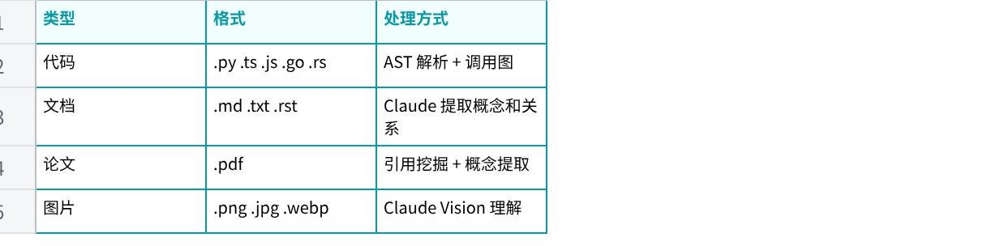 1 类型 格式 处理方式
2 代码 .py .ts .js .go .rs AST 解析 + 调用图
3 文档 .md .txt .rst Claude 提取概念和关
系
4 论文 .pdf 引用挖掘 + 概念提取
5 图片 .png .jpg .webp Claude Vision 理解